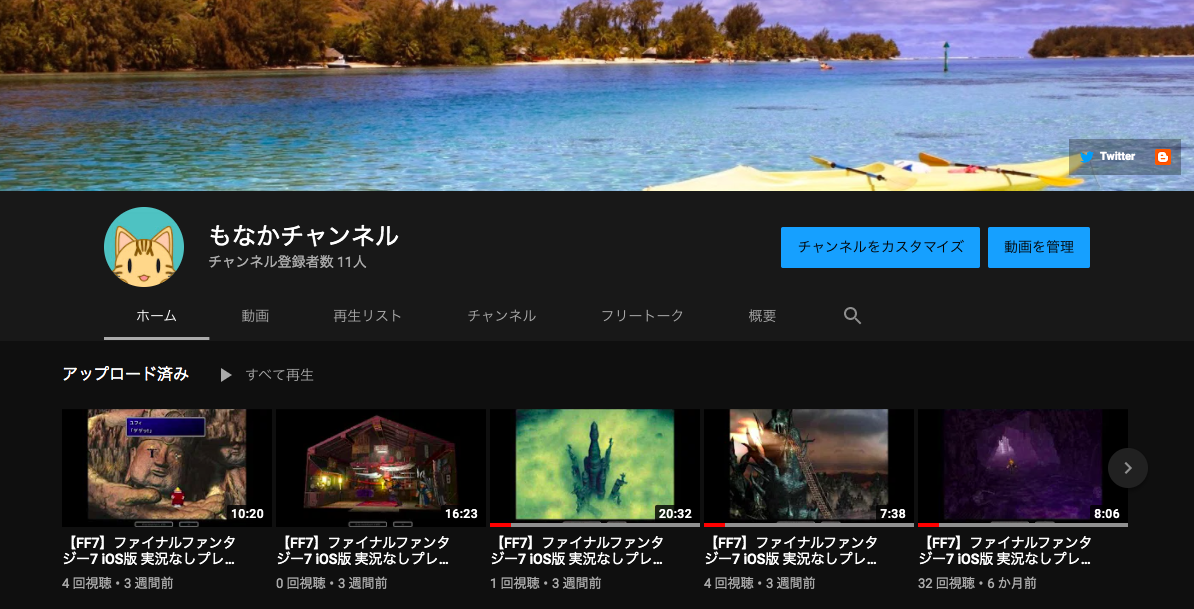 Twitter
もなかチャンネル
チャンネル登録者数 11人
チャンネルをカスタマイズ
動画を管理
ホーム
動画
再生リスト
チャンネル
フリートーク
概要
アップロード済み
すべて再生
ユフィ
10:20
16:23
20:32
7:38
8:06
【FF7】ファイナルファンタ
ジー7 iOS版 実況なしプレ...
4 回視聴・3 週間前
【FF7】ファイナルファンタ
ジー7 iOS版 実況なしプレ...
0 回視聴・3 週間前
【FF7】ファイナルファンタ
ジー7 iOS版 実況なしプレ...
1 回視聴・3 週間前
【FF7】ファイナルファンタ
ジー7 iOS版 実況なしプレ...
4 回視聴・3 週間前
【FF7】ファイナルファンタ
ジー7 iOS版 実況なしプレ...
32 回視聴・6 か月前